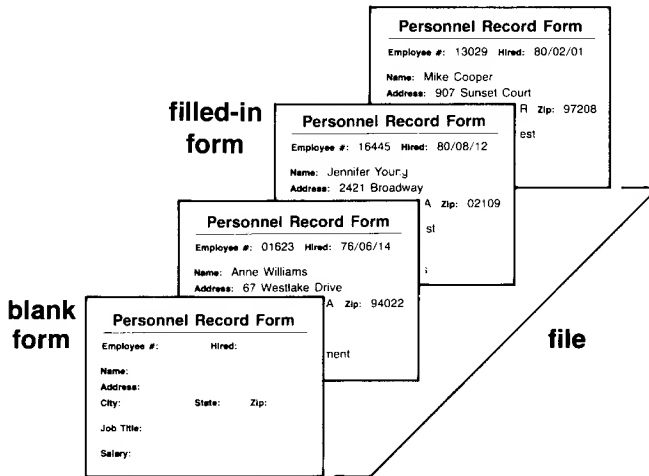 Personnel Record Form
Employee #: 13029 Hired: 80/02/01
Name: Mike Cooper
Address: 907 Sunset Court
R Zip: 97208
est
filled-in
form
Personnel Record Form
Employee #: 16445 Hired: 80/08/12
Name: Jennifer Young
Address: 2421 Broadway
A Zip: 02109
st
s
Personnel Record Form
Employee #: 01623 Hired: 76/06/14
Name: Anne Williams
Address: 67 Westlake Drive
A Zip: 94022
ment
blank
form
Personnel Record Form
Employee #: Hired:
Name:
Address:
City: State: Zip:
Job Title:
Salary:
file